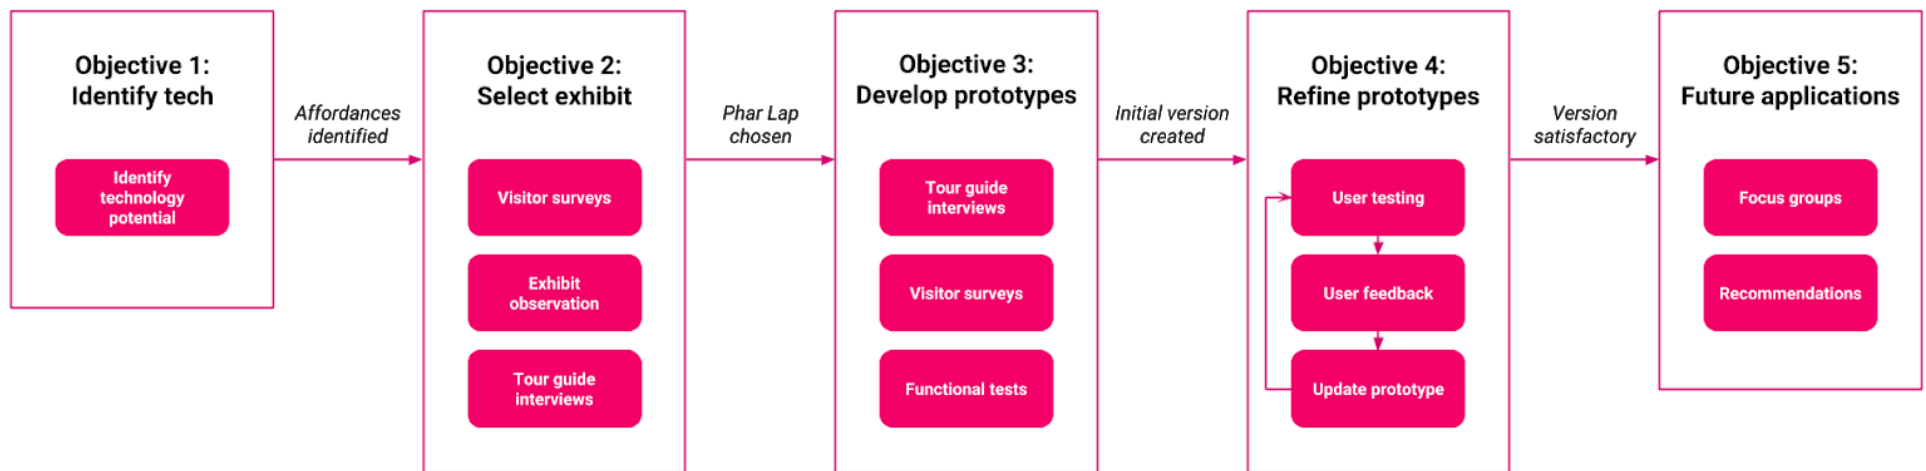 Objective 1:
Identify tech
Identify
technology
potential
Affordances
identified
Objective 2:
Select exhibit
Visitor surveys
Exhibit
observation
Tour guide
interviews
Phar Lap
chosen
Objective 3:
Develop prototypes
Tour guide
interviews
Visitor surveys
Functional tests
Initial version
created
Objective 4:
Refine prototypes
User testing
User feedback
Update prototype
Version
satisfactory
Objective 5:
Future applications
Focus groups
Recommendations